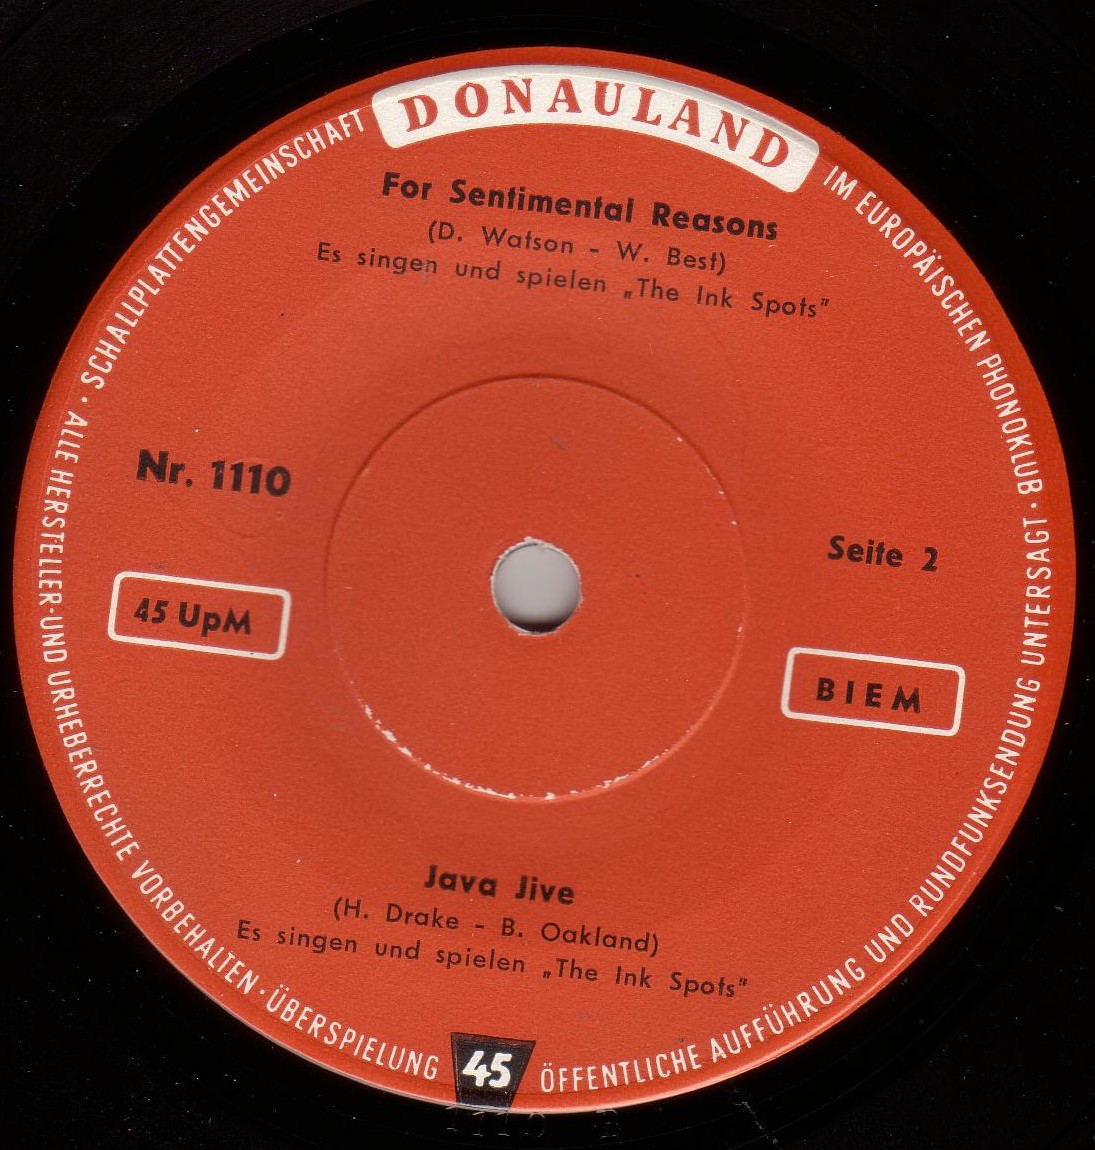 DONAULAND
SCHALLPLATTENGEMEINSCHAFT
IM EUROPÄISCHEN PHONOKLUB ·
For Sentimental Reasons
(D. Watson - W. Best)
Es singen und spielen „The Ink Spots"
Nr. 1110
Seite 2
45 UpM
BIEM
Java Jive
(H. Drake - B. Oakland)
Es singen und spielen „The Ink Spots"
· ALLE HERSTELLER-UND URHEBERRECHTE VORBEHALTEN · ÜBERSPIELUNG
45
ÖFFENTLICHE AUFFÜHRUNG UND RUNDFUNKSENDUNG UNTERSAGT
1110 B